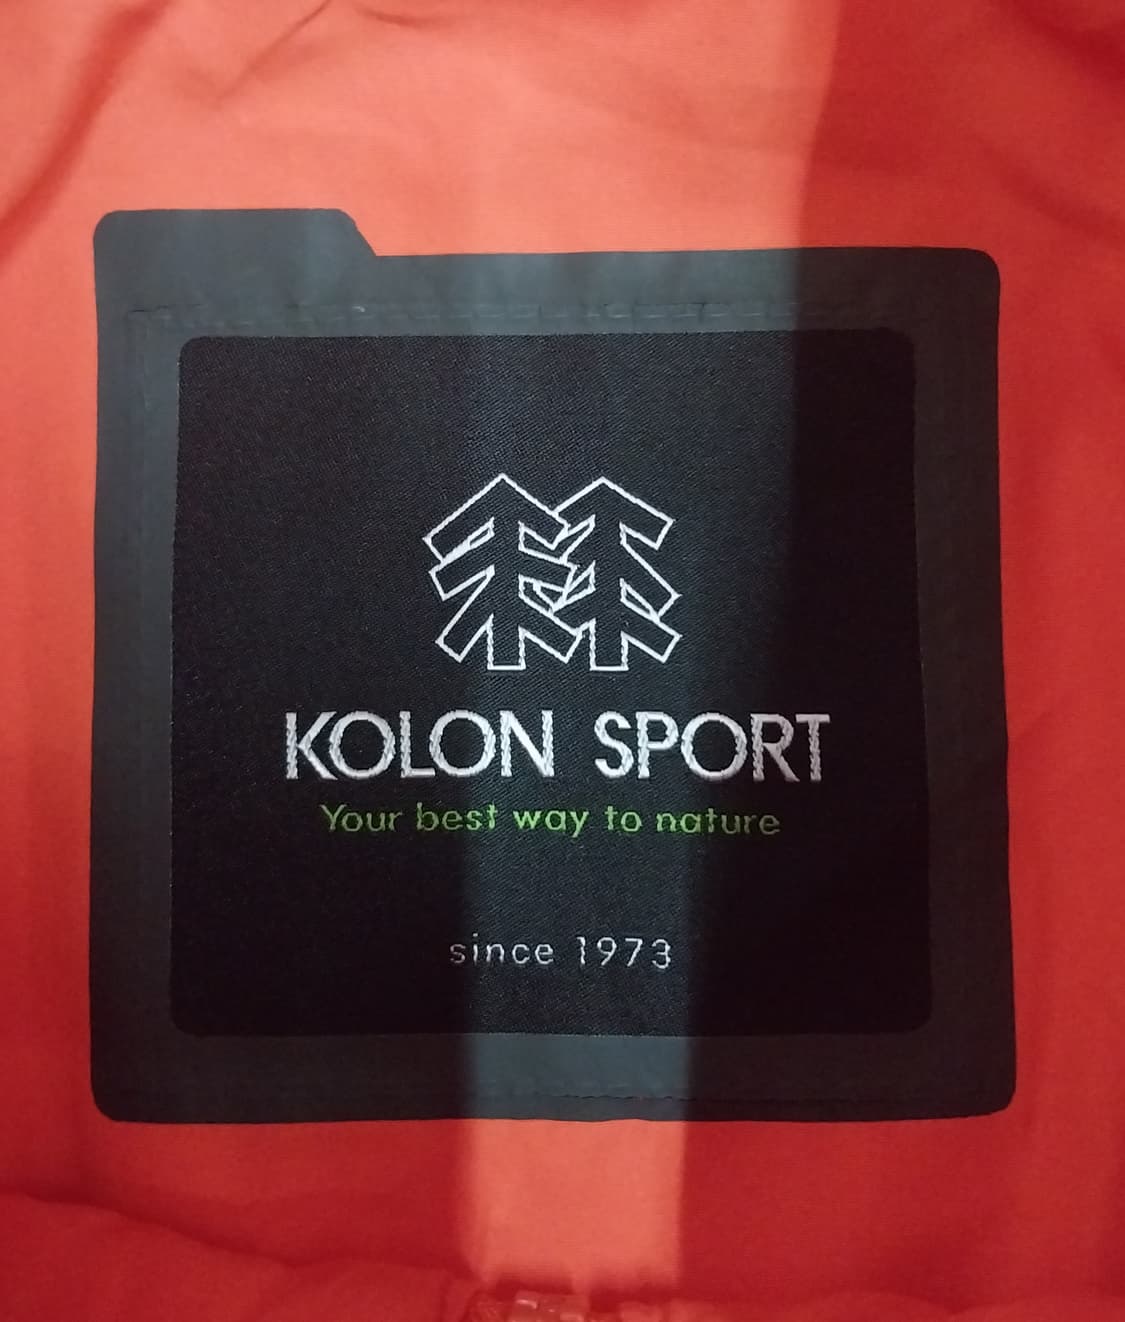 KOLON SPORT
Your best way to nature
since 1973